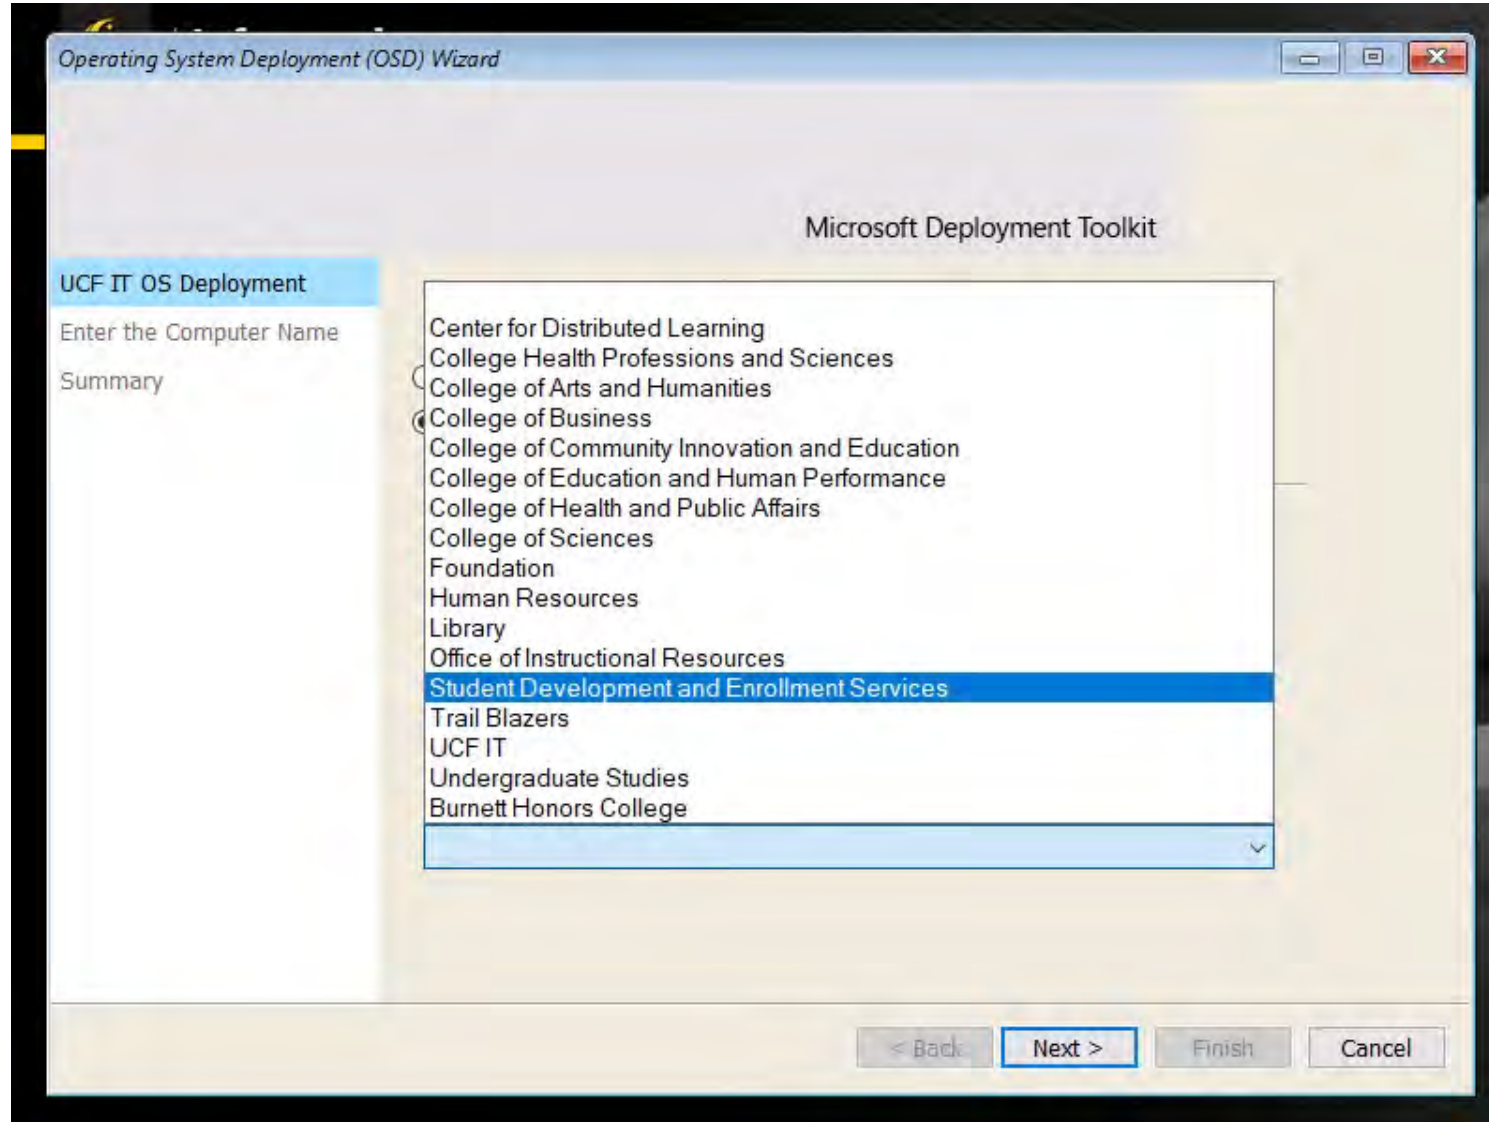 Operating System Deployment (OSD) Wizard
Microsoft Deployment Toolkit
UCF IT OS Deployment
Enter the Computer Name
Summary
Center for Distributed Learning
College Health Professions and Sciences
College of Arts and Humanities
College of Business
College of Community Innovation and Education
College of Education and Human Performance
College of Health and Public Affairs
College of Sciences
Foundation
Human Resources
Library
Office of Instructional Resources
Student Development and Enrollment Services
Trail Blazers
UCF IT
Undergraduate Studies
Burnett Honors College
< Back Next > Finish Cancel